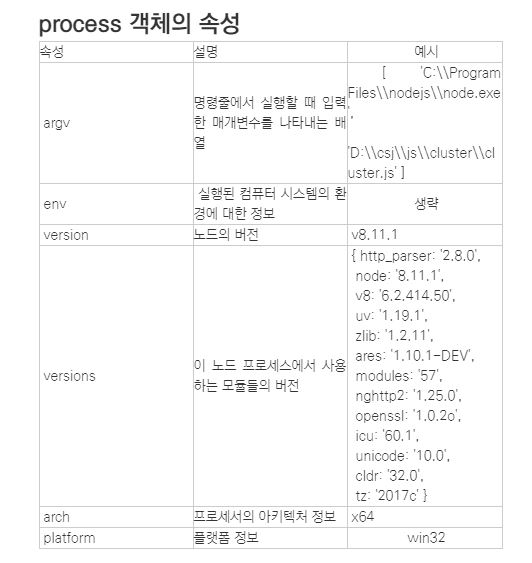 process 객체의 속성
속성 설명 예시
argv
명령줄에서 실행할 때 입력
한 매개변수를 나타내는 배
열
[ 'C:\\Program
Files\\nodejs\\node.exe
'
'D:\\csj\\js\\cluster\\cl
uster.js' ]
env
실행된 컴퓨터 시스템의 환
경에 대한 정보
생략
version 노드의 버전 v8.11.1
versions
이 노드 프로세스에서 사용
하는 모듈들의 버전
{ http_parser: '2.8.0',
node: '8.11.1',
v8: '6.2.414.50',
uv: '1.19.1',
zlib: '1.2.11',
ares: '1.10.1-DEV',
modules: '57',
nghttp2: '1.25.0',
openssl: '1.0.2o',
icu: '60.1',
unicode: '10.0',
cldr: '32.0',
tz: '2017c' }
arch 프로세서의 아키텍처 정보 x64
platform 플랫폼 정보 win32